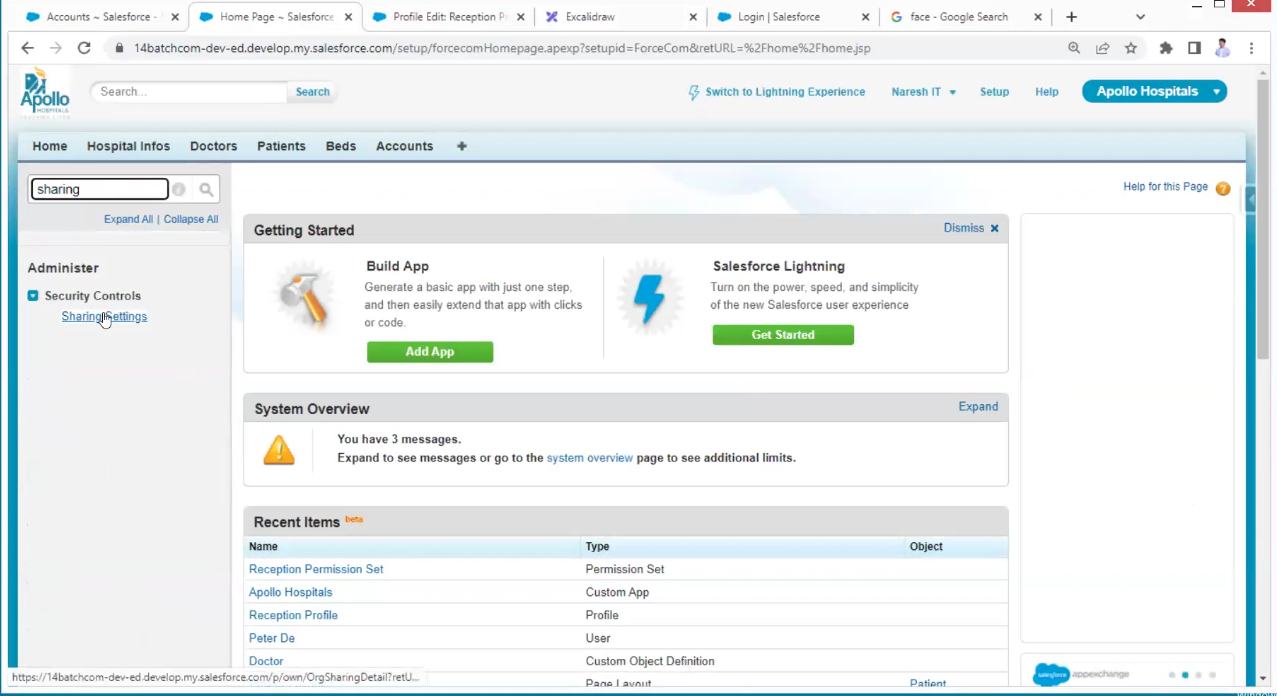 Accounts ~ Salesforce -
Home Page ~ Salesforce
Profile Edit: Reception P
Excalidraw
Login | Salesforce
face - Google Search
14batchcom-dev-ed.develop.my.salesforce.com/setup/forcecomHomepage.apexp?setupid=ForceCom&retURL=%2Fhome%2Fhome.jsp
Apollo
HOSPITALS
Search...
Search
Switch to Lightning Experience
Naresh IT
Setup
Help
Apollo Hospitals
Home
Hospital Infos
Doctors
Patients
Beds
Accounts
sharing
Expand All | Collapse All
Help for this Page
Administer
Security Controls
Sharing Settings
Getting Started
Dismiss
Build App
Generate a basic app with just one step,
and then easily extend that app with clicks
or code.
Add App
Salesforce Lightning
Turn on the power, speed, and simplicity
of the new Salesforce user experience
Get Started
System Overview
Expand
You have 3 messages.
Expand to see messages or go to the system overview page to see additional limits.
Recent Items beta
Name Type Object
Reception Permission Set Permission Set
Apollo Hospitals Custom App
Reception Profile Profile
Peter De User
Doctor Custom Object Definition
Page Layout Patient
https://14batchcom-dev-ed.develop.my.salesforce.com/p/own/OrgSharingDetail?retU...
salesforce appexchange